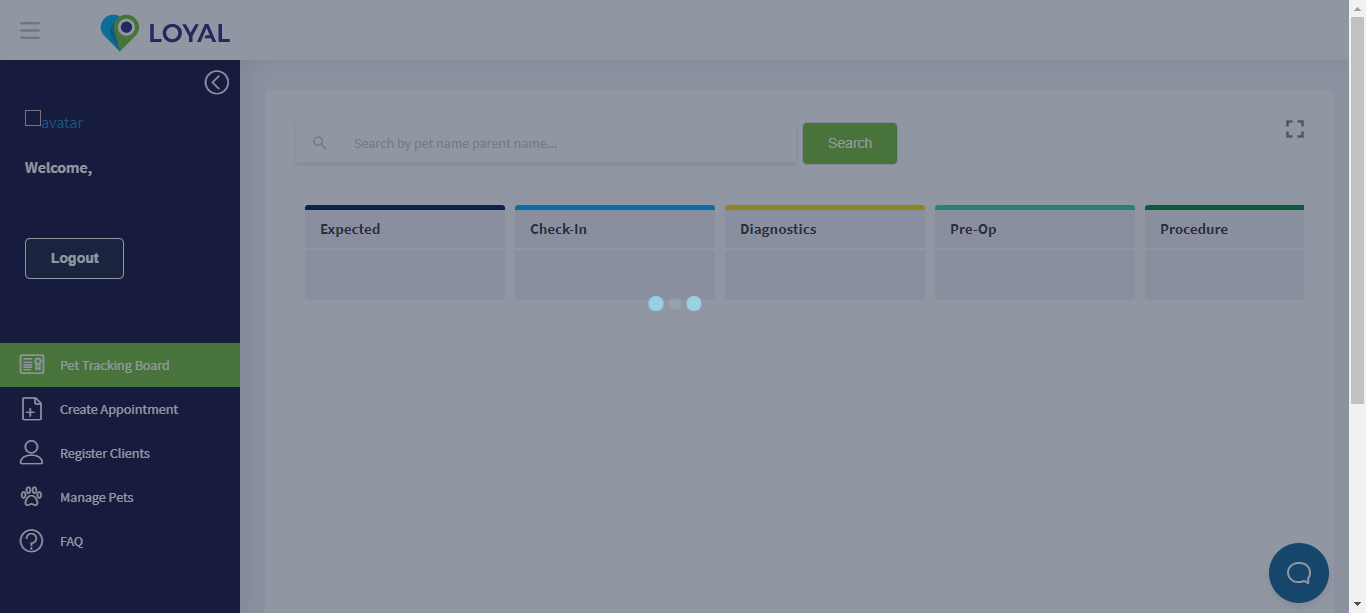 LOYAL
avatar
Welcome,
Logout
Pet Tracking Board
Create Appointment
Register Clients
Manage Pets
FAQ
Search by pet name parent name...
Search
Expected
Check-In
Diagnostics
Pre-Op
Procedure